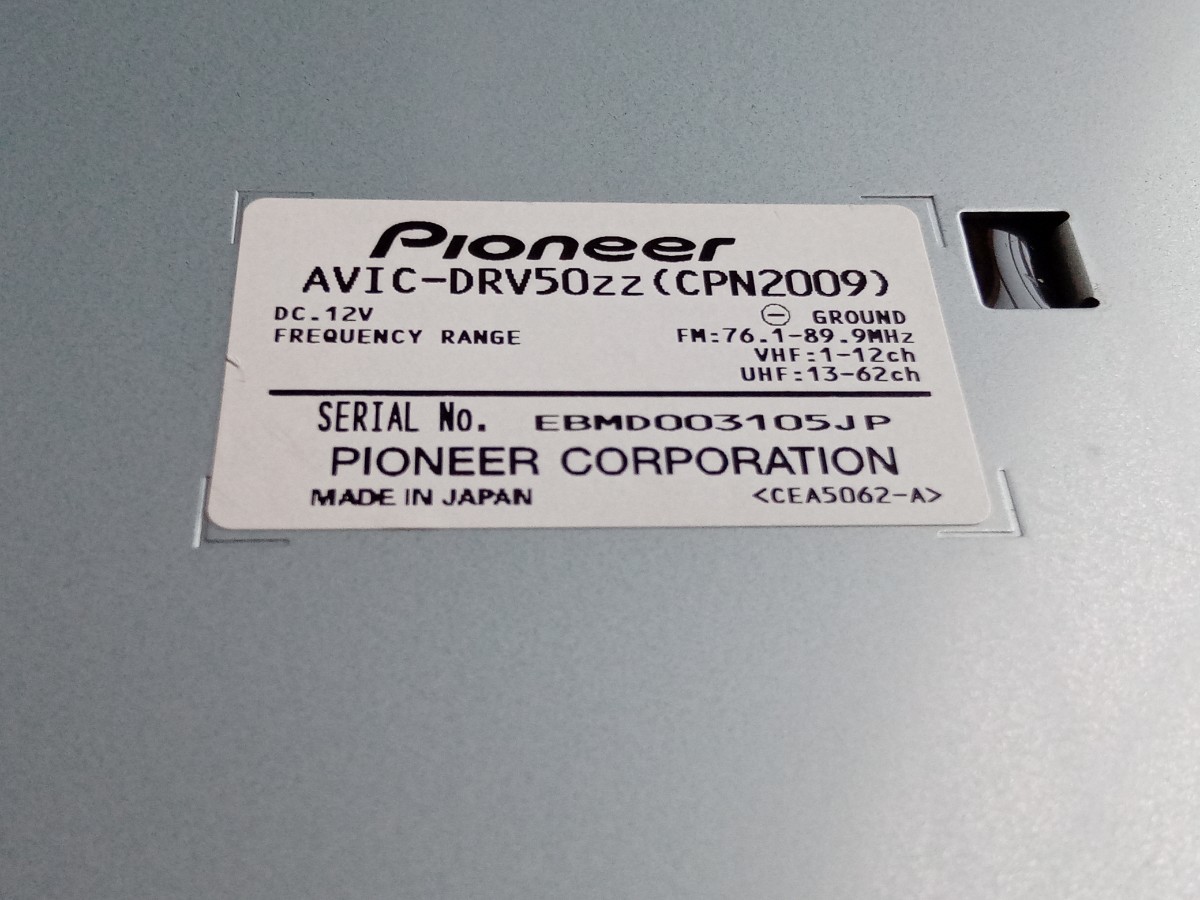 Pioneer
AVIC-DRV50zz(CPN2009)
DC.12V ⊖ GROUND
FREQUENCY RANGE FM:76.1-89.9MHz
VHF:1-12ch
UHF:13-62ch
SERIAL No. EBMD003105JP
PIONEER CORPORATION
MADE IN JAPAN <CEA5062-A>